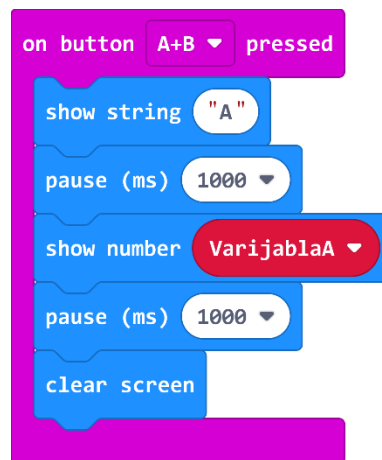 on button A+B pressed
show string "A"
pause (ms) 1000
show number VarijablaA
pause (ms) 1000
clear screen